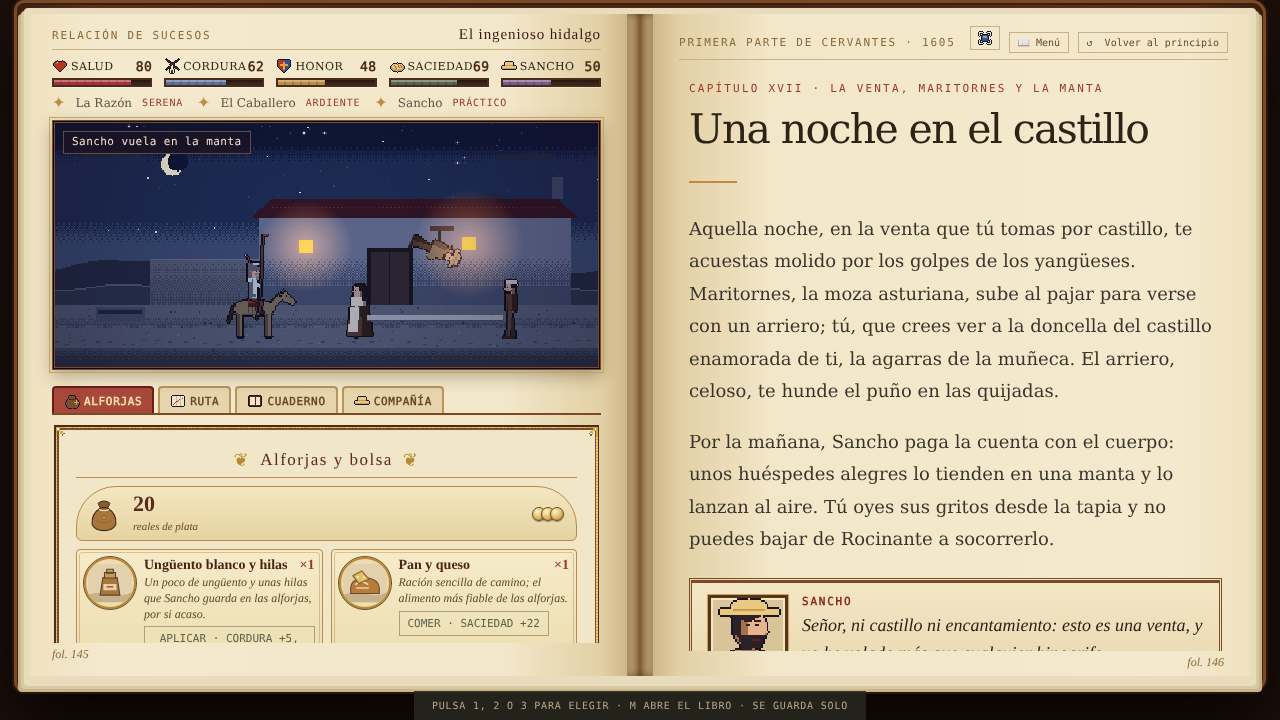 RELACIÓN DE SUCESOS
El ingenioso hidalgo
SALUD 80
CORDURA 62
HONOR 48
SACIEDAD 69
SANCHO 50
La Razón SERENA
El Caballero ARDIENTE
Sancho PRÁCTICO
Sancho vuela en la manta
ALFORJAS
RUTA
CUADERNO
COMPAÑÍA
Alforjas y bolsa
20
reales de plata
Ungüento blanco y hilas ×1
Un poco de ungüento y unas hilas
que Sancho guarda en las alforjas,
por si acaso.
APLICAR · CORDURA +5,
Pan y queso ×1
Ración sencilla de camino; el
alimento más fiable de las alforjas.
COMER · SACIEDAD +22
fol. 145
PRIMERA PARTE DE CERVANTES · 1605
📖 Menú
↺ Volver al principio
CAPÍTULO XVII · LA VENTA, MARITORNES Y LA MANTA
Una noche en el castillo
Aquella noche, en la venta que tú tomas por castillo, te
acuestas molido por los golpes de los yangüeses.
Maritornes, la moza asturiana, sube al pajar para verse
con un arriero; tú, que crees ver a la doncella del castillo
enamorada de ti, la agarras de la muñeca. El arriero,
celoso, te hunde el puño en las quijadas.
Por la mañana, Sancho paga la cuenta con el cuerpo:
unos huéspedes alegres lo tienden en una manta y lo
lanzan al aire. Tú oyes sus gritos desde la tapia y no
puedes bajar de Rocinante a socorrerlo.
SANCHO
Señor, ni castillo ni encantamiento: esto es una venta, y
fol. 146
PULSA 1, 2 O 3 PARA ELEGIR · M ABRE EL LIBRO · SE GUARDA SOLO